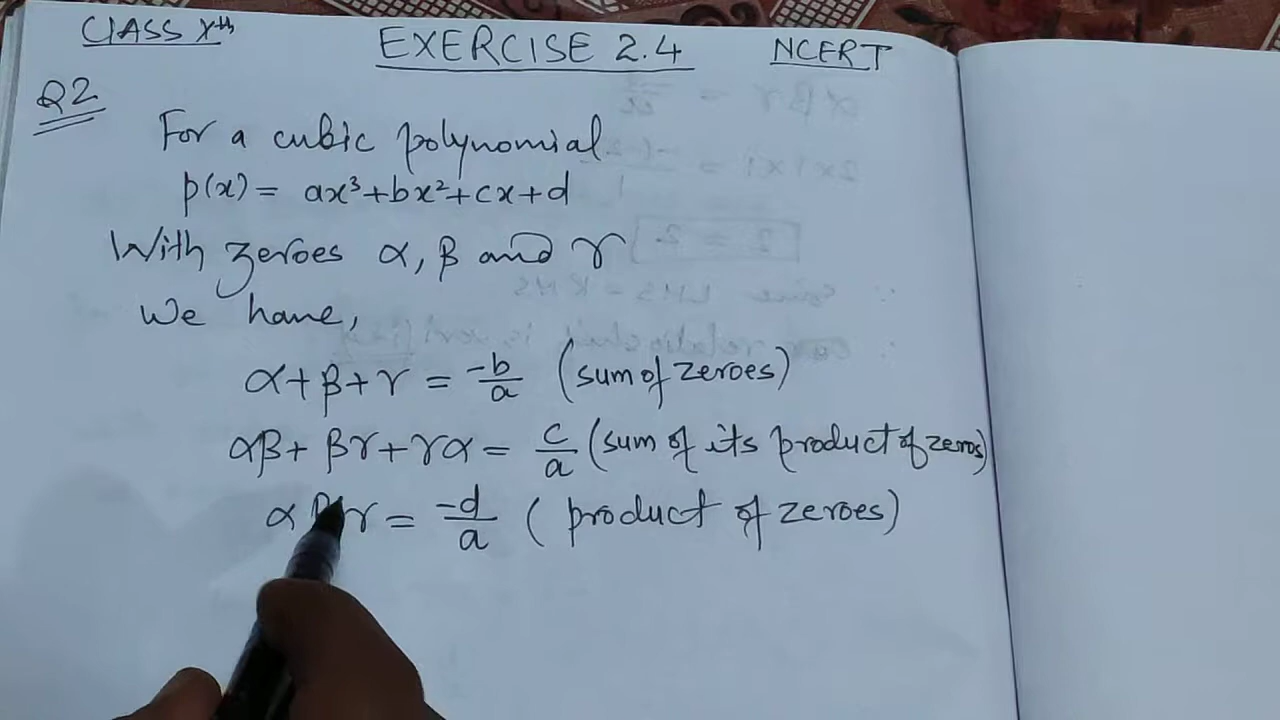 CLASS Xth EXERCISE 2.4 NCERT
Q2
For a cubic polynomial
p(x) = ax³+bx²+cx+d
With zeroes α, β and γ
We have,
α+β+γ = -b/a (sum of zeroes)
αβ+βγ+γα = c/a (sum of its product of zeros)
αβγ = -d/a (product of zeroes)